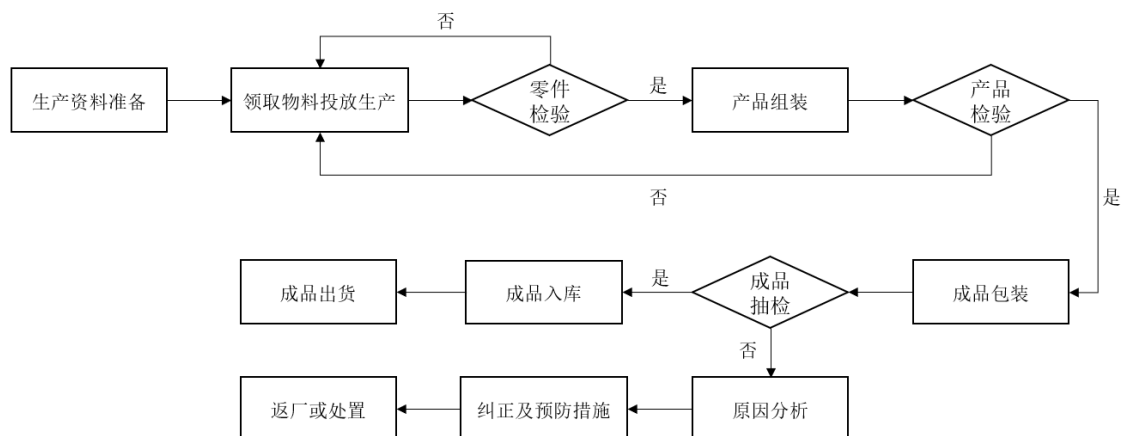 否
生产资料准备
领取物料投放生产
零件
检验
是
产品组装
产品
检验
否
是
成品出货
成品入库
是
成品
抽检
成品包装
否
返厂或处置
纠正及预防措施
原因分析